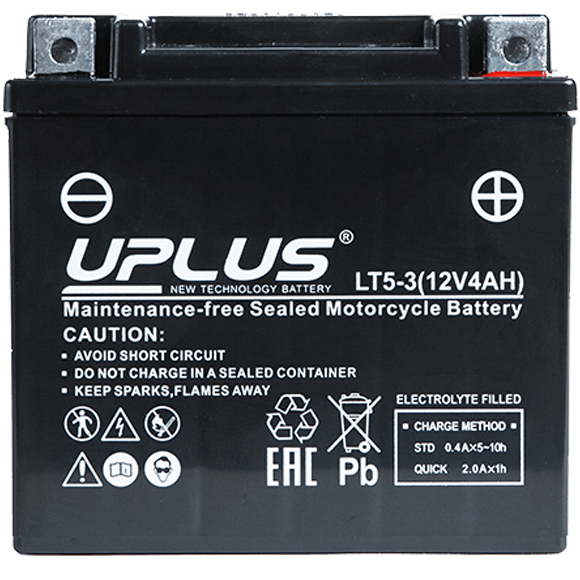 UPLUS®
NEW TECHNOLOGY BATTERY
LT5-3(12V4AH)
Maintenance-free Sealed Motorcycle Battery
CAUTION:
▪ AVOID SHORT CIRCUIT
▪ DO NOT CHARGE IN A SEALED CONTAINER
▪ KEEP SPARKS,FLAMES AWAY
ELECTROLYTE FILLED
▪ CHARGE METHOD ▪
STD 0.4A×5~10h
QUICK 2.0A×1h
EAC Pb